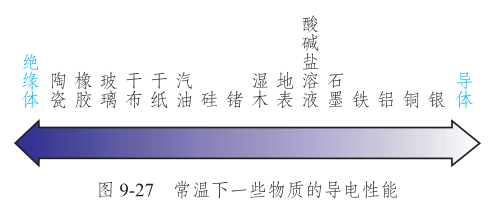 绝缘体
陶瓷
橡胶
玻璃
干布
干纸
汽油
硅
锗
湿木
地表
酸碱盐溶液
石墨
铁
铝
铜
银
导体
图 9-27 常温下一些物质的导电性能